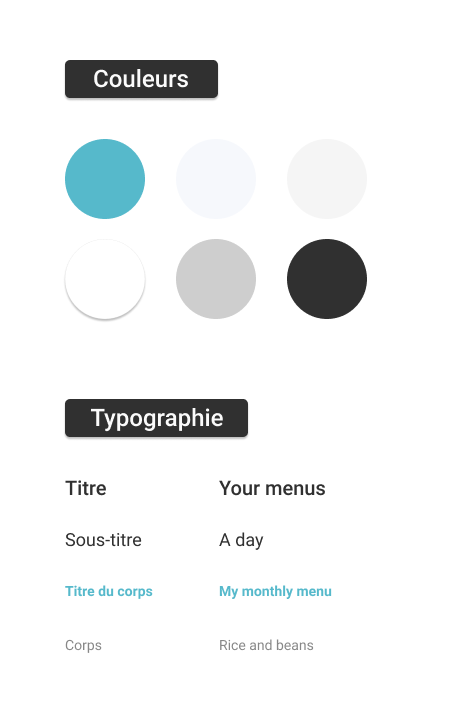 Couleurs
Typographie
Titre Your menus
Sous-titre A day
Titre du corps My monthly menu
Corps Rice and beans